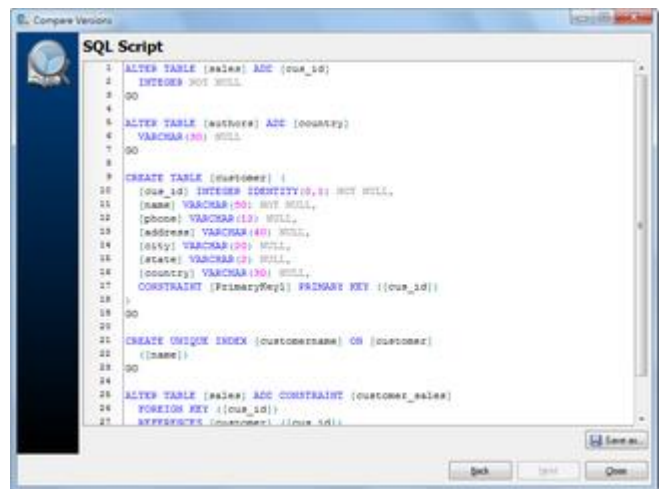 Compare Versions
SQL Script
1 ALTER TABLE [sales] ADD [cus_id]
2 INTEGER NOT NULL
3 GO
4
5 ALTER TABLE [authors] ADD [country]
6 VARCHAR(30) NULL
7 GO
8
9 CREATE TABLE [customer] (
10 [cus_id] INTEGER IDENTITY(0,1) NOT NULL,
11 [name] VARCHAR(50) NOT NULL,
12 [phone] VARCHAR(12) NULL,
13 [address] VARCHAR(40) NULL,
14 [city] VARCHAR(20) NULL,
15 [state] VARCHAR(2) NULL,
16 [country] VARCHAR(30) NULL,
17 CONSTRAINT [PrimaryKey1] PRIMARY KEY ([cus_id])
18 )
19 GO
20
21 CREATE UNIQUE INDEX [customername] ON [customer]
22 ([name])
23 GO
24
25 ALTER TABLE [sales] ADD CONSTRAINT [customer_sales]
26 FOREIGN KEY ([cus_id])
27 REFERENCES [customer] ([cus_id])
Save as...
Back Next Close